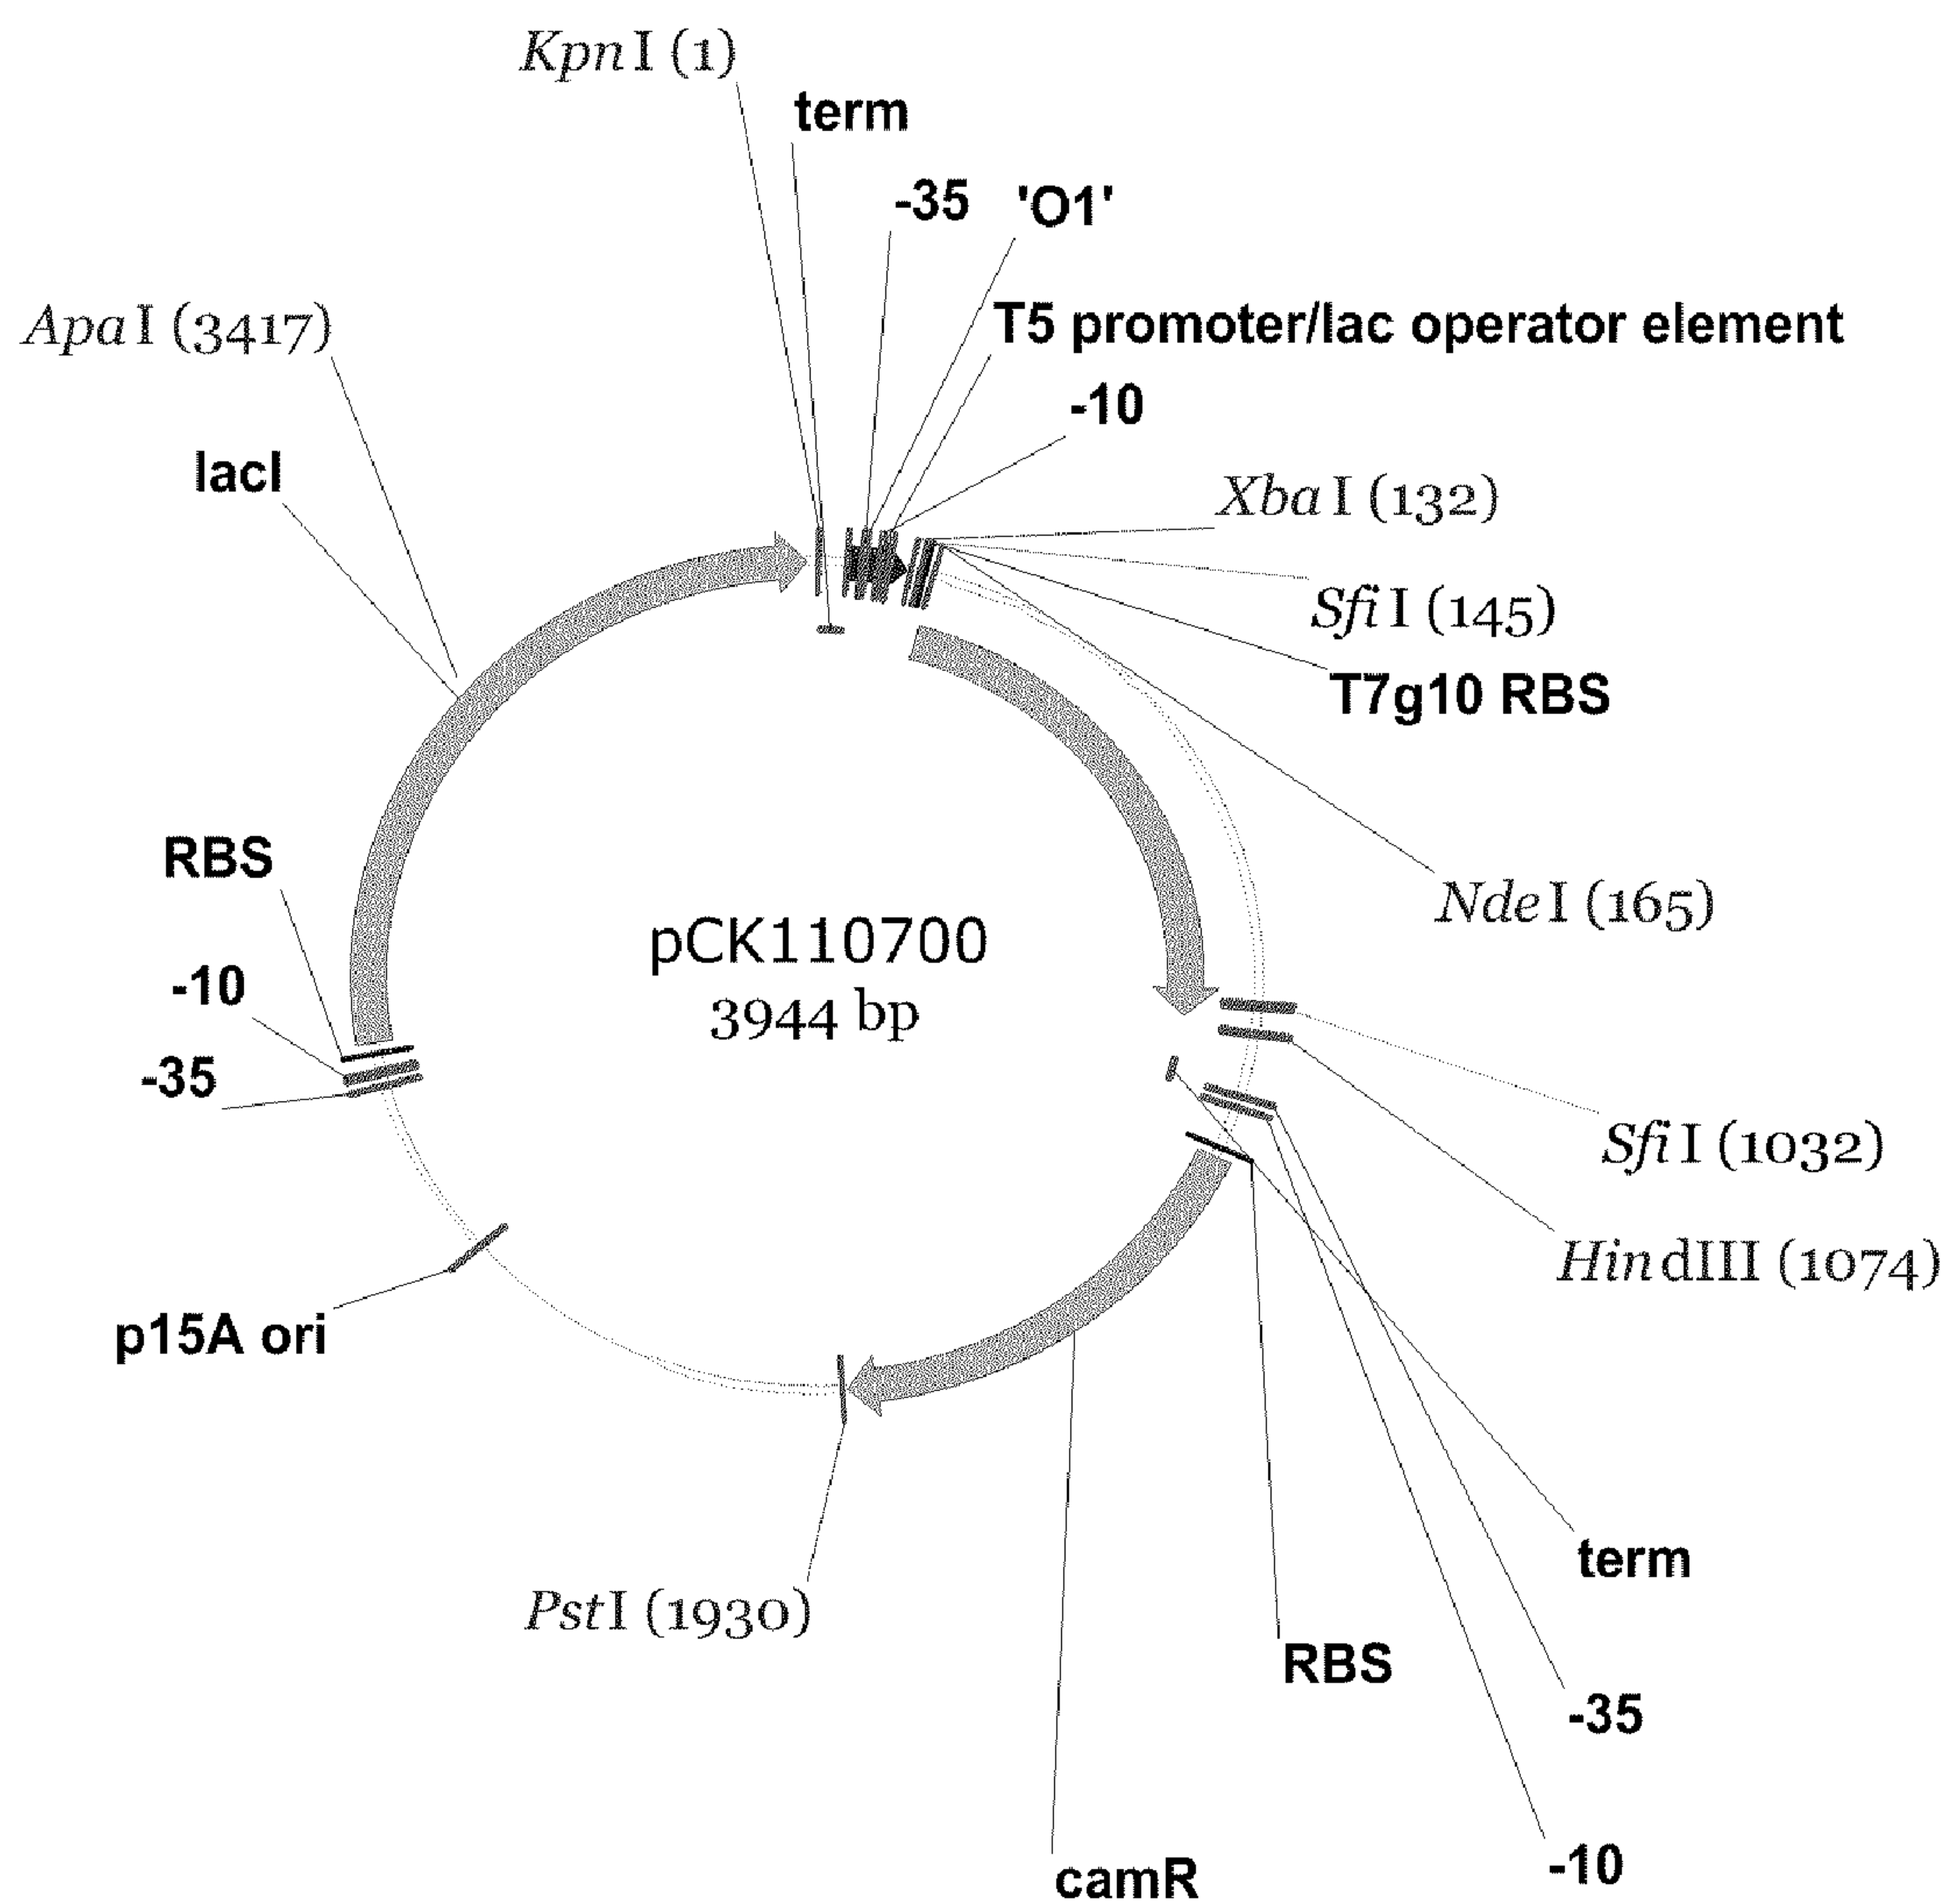 KpnI (1)
term
-35 'O1'
ApaI (3417)
T5 promoter/lac operator element
-10
lacI
XbaI (132)
SfiI (145)
T7g10 RBS
RBS
NdeI (165)
pCK110700
-10
3944 bp
-35
SfiI (1032)
HindIII (1074)
p15A ori
term
PstI (1930)
RBS
-35
-10
camR